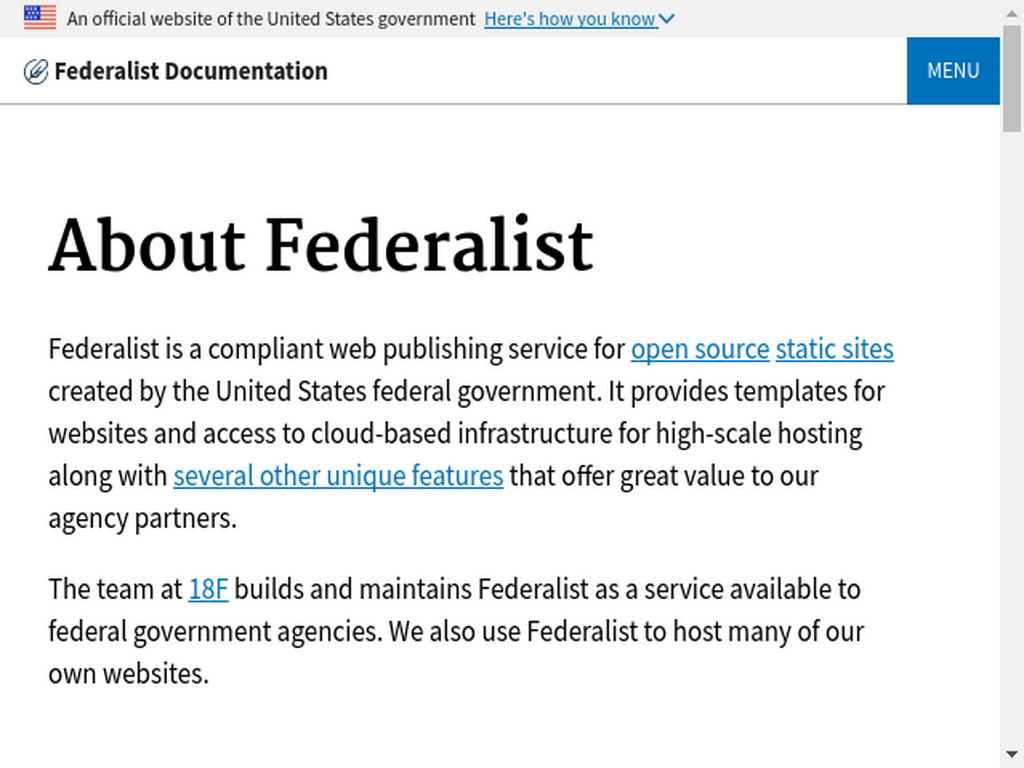 An official website of the United States government Here's how you know
Federalist Documentation
MENU
About Federalist
Federalist is a compliant web publishing service for open source static sites
created by the United States federal government. It provides templates for
websites and access to cloud-based infrastructure for high-scale hosting
along with several other unique features that offer great value to our
agency partners.
The team at 18F builds and maintains Federalist as a service available to
federal government agencies. We also use Federalist to host many of our
own websites.